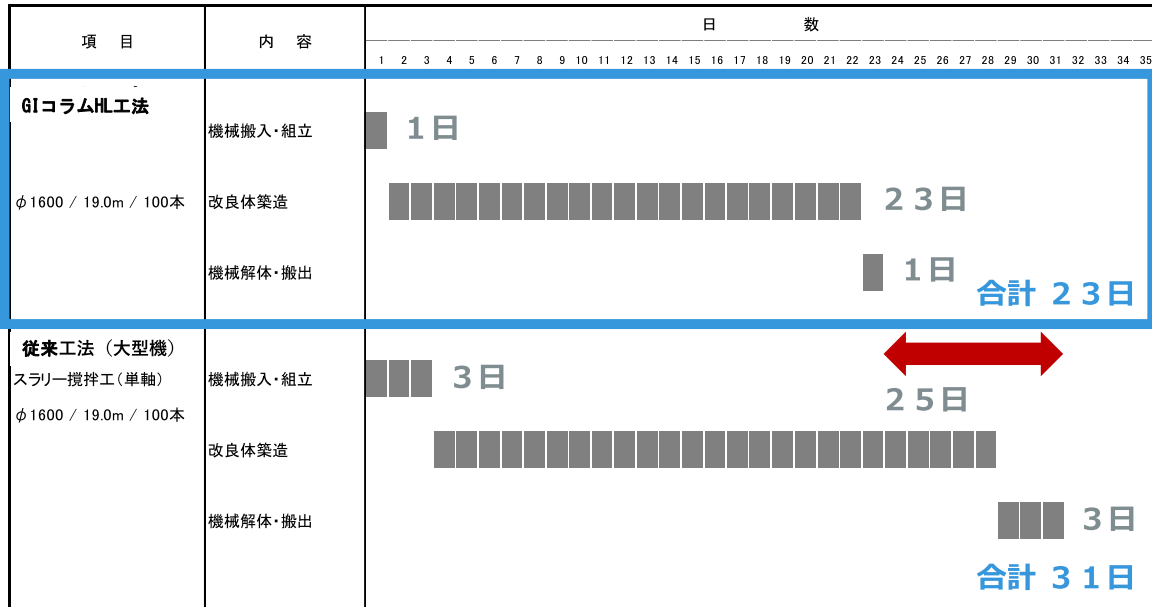 項 目 内 容 日 数
1 2 3 4 5 6 7 8 9 10 11 12 13 14 15 16 17 18 19 20 21 22 23 24 25 26 27 28 29 30 31 32 33 34 35
GIコラムHL工法
機械搬入・組立 1日
φ1600 / 19.0m / 100本 改良体築造 23日
機械解体・搬出 1日
合計 23日
従来工法（大型機）
スラリー撹拌工（単軸） 機械搬入・組立 3日
25日
φ1600 / 19.0m / 100本
改良体築造
機械解体・搬出 3日
合計 31日